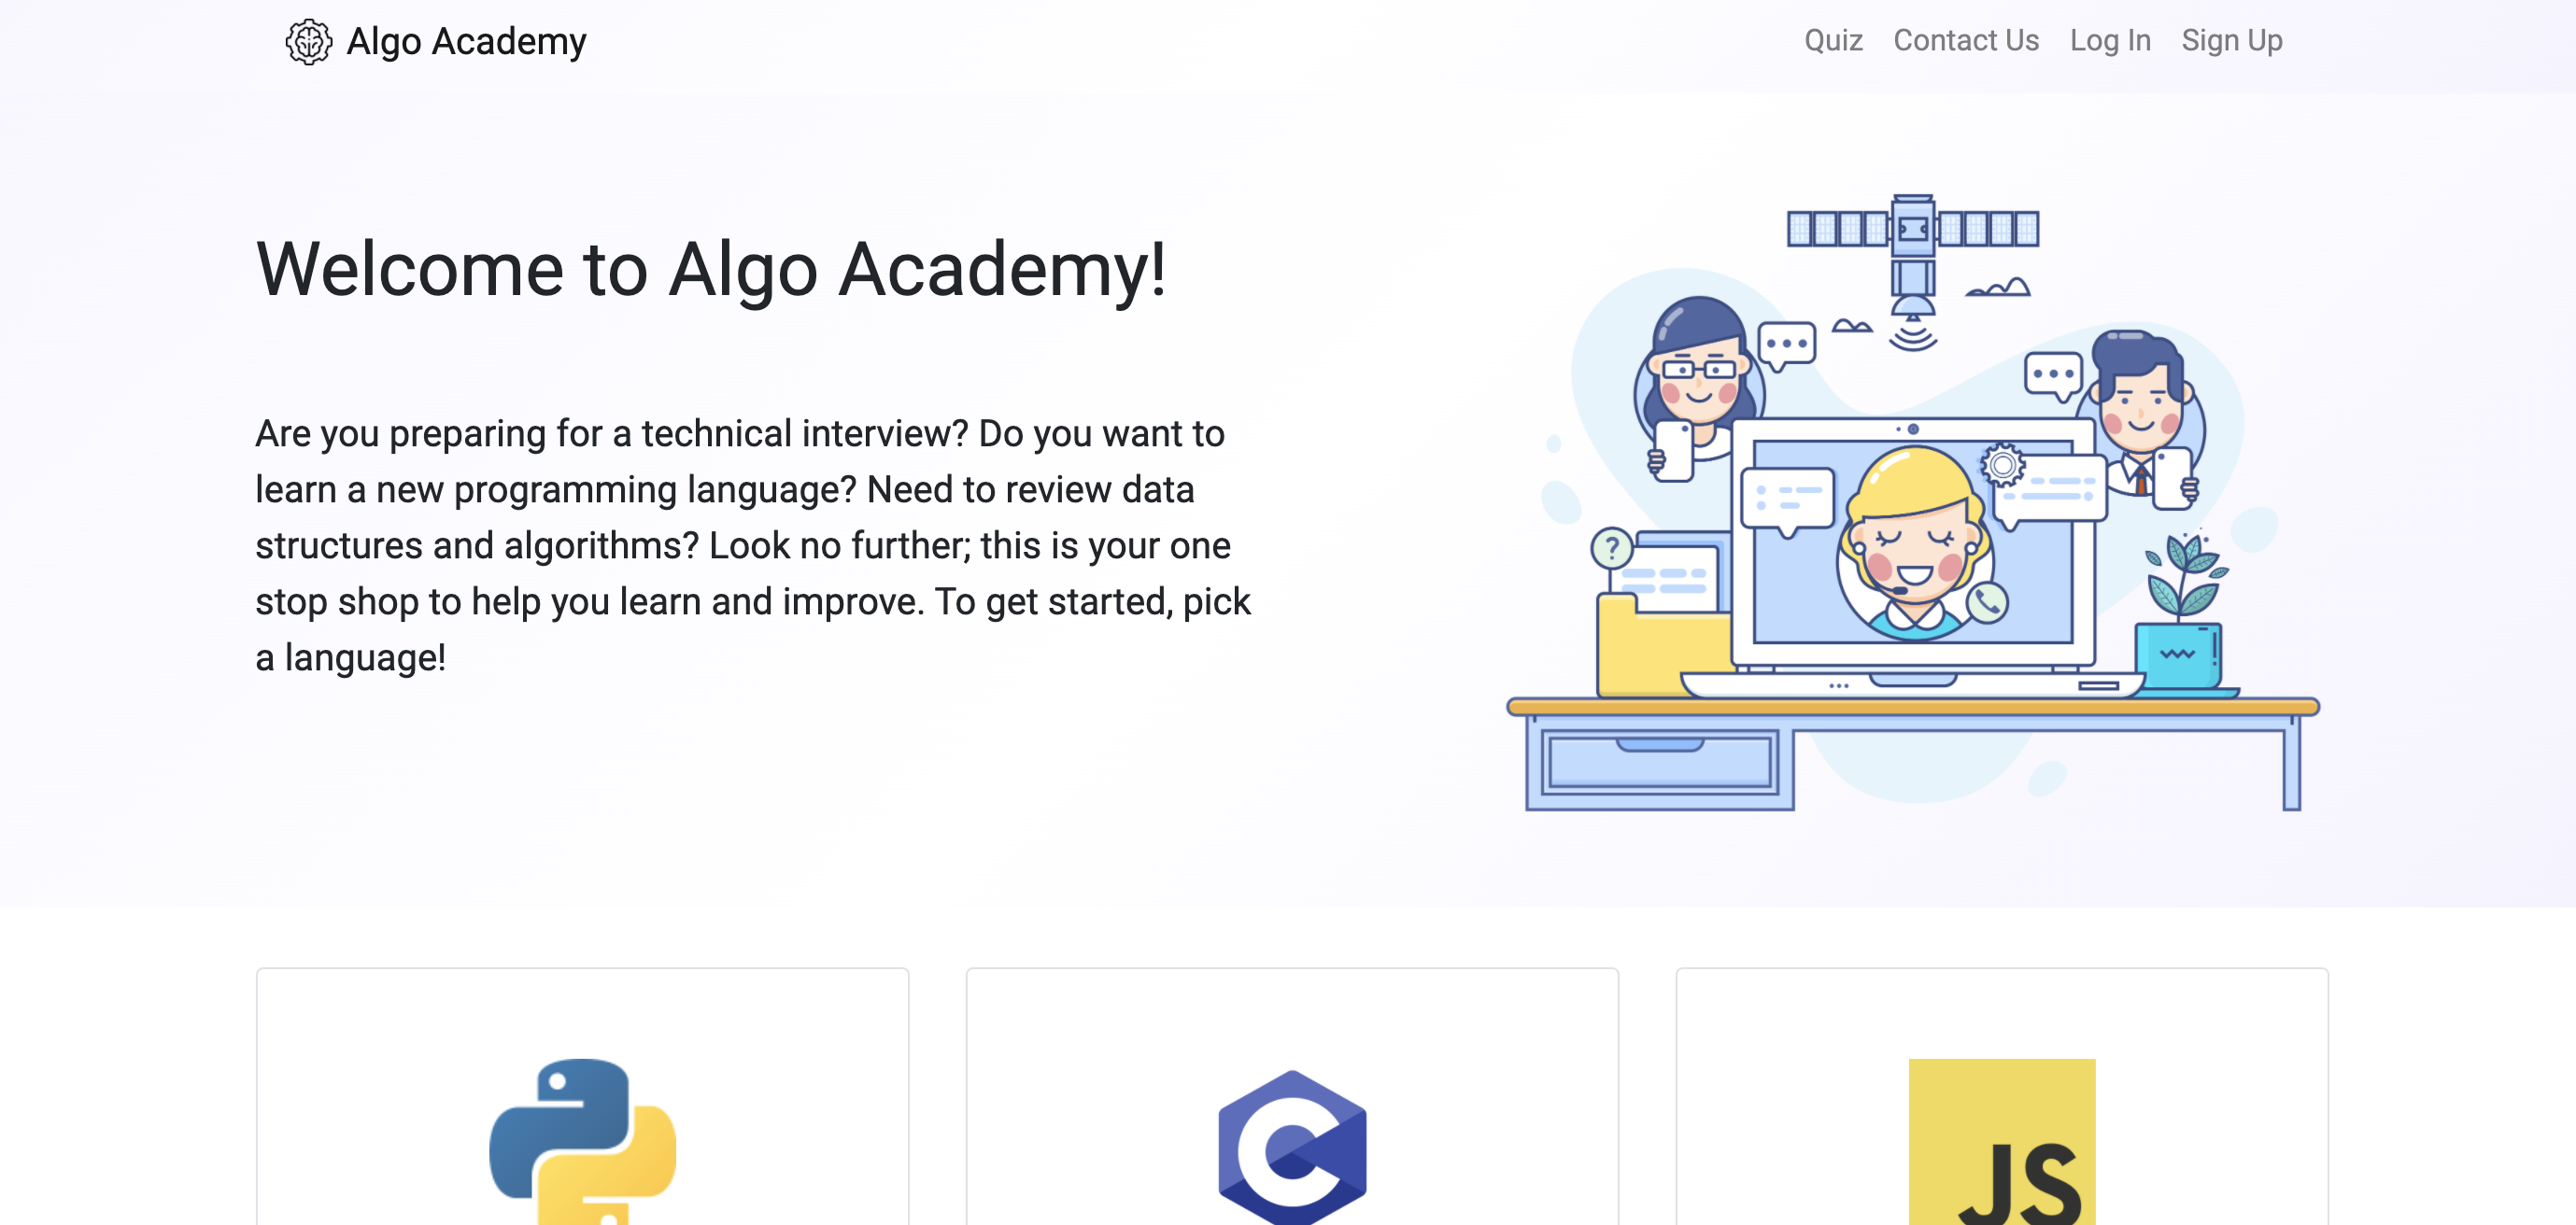 Algo Academy
Quiz
Contact Us
Log In
Sign Up
Welcome to Algo Academy!
Are you preparing for a technical interview? Do you want to
learn a new programming language? Need to review data
structures and algorithms? Look no further; this is your one
stop shop to help you learn and improve. To get started, pick
a language!
?
C
JS